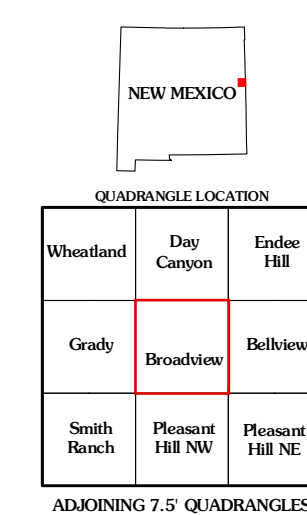 NEW MEXICO
QUADRANGLE LOCATION
Wheatland
Day
Canyon
Endee
Hill
Grady
Broadview
Bellview
Smith
Ranch
Pleasant
Hill NW
Pleasant
Hill NE
ADJOINING 7.5' QUADRANGLES